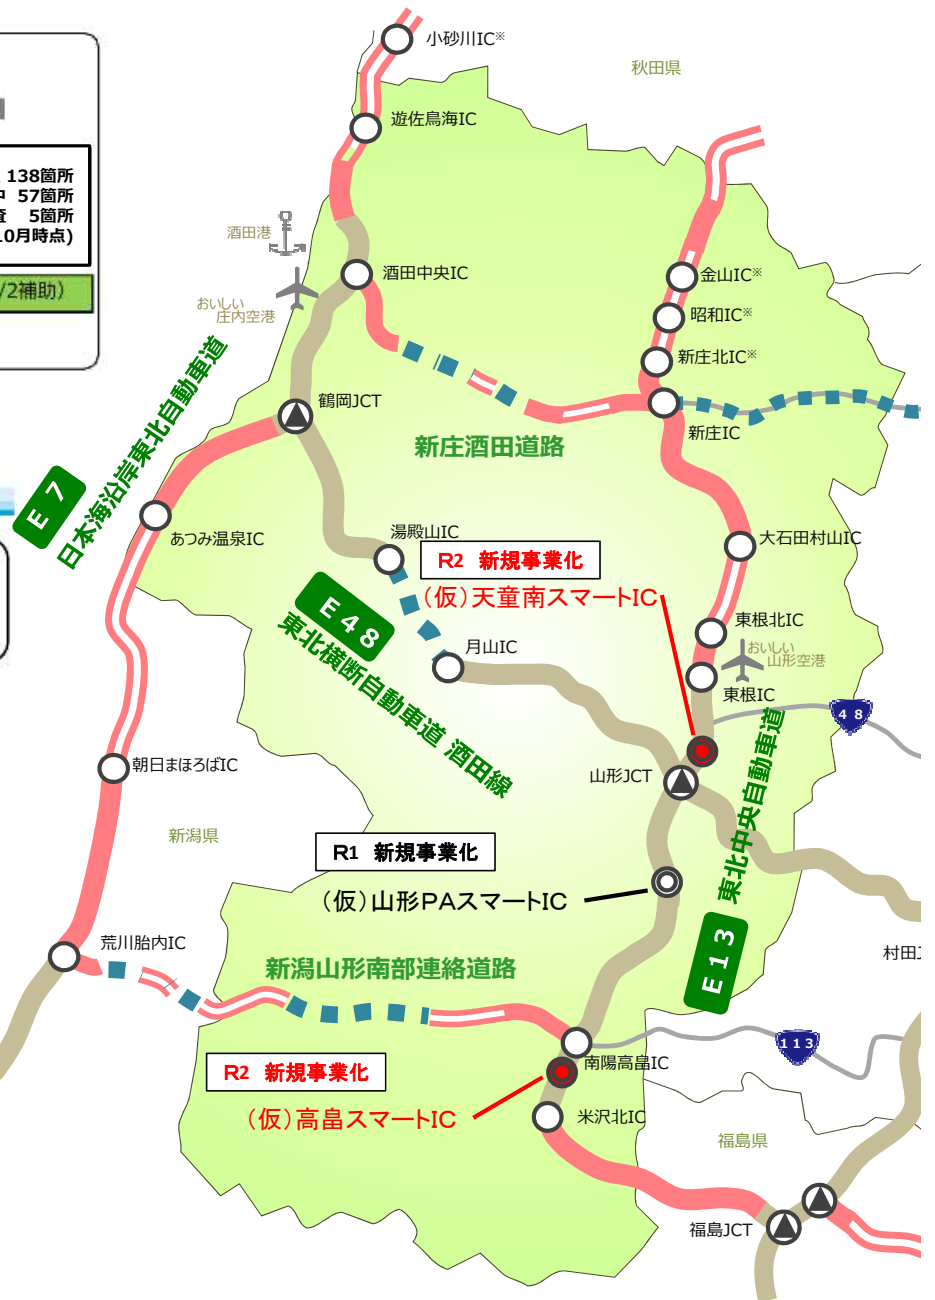 小砂川IC※
秋田県
遊佐鳥海IC
138箇所
57箇所
5箇所
10月時点)
/2補助）
酒田港
酒田中央IC
おいしい
庄内空港
金山IC※
昭和IC※
新庄北IC※
新庄IC
鶴岡JCT
新庄酒田道路
E7
日本海沿岸東北自動車道
あつみ温泉IC
湯殿山IC
大石田村山IC
R2 新規事業化
（仮）天童南スマートIC
E48
東北横断自動車道 酒田線
月山IC
東根北IC
おいしい
山形空港
東根IC
48
朝日まほろばIC
山形JCT
東北中央自動車道
E13
新潟県
R1 新規事業化
（仮）山形PAスマートIC
荒川胎内IC
新潟山形南部連絡道路
村田
113
南陽高畠IC
R2 新規事業化
（仮）高畠スマートIC
米沢北IC
福島県
福島JCT